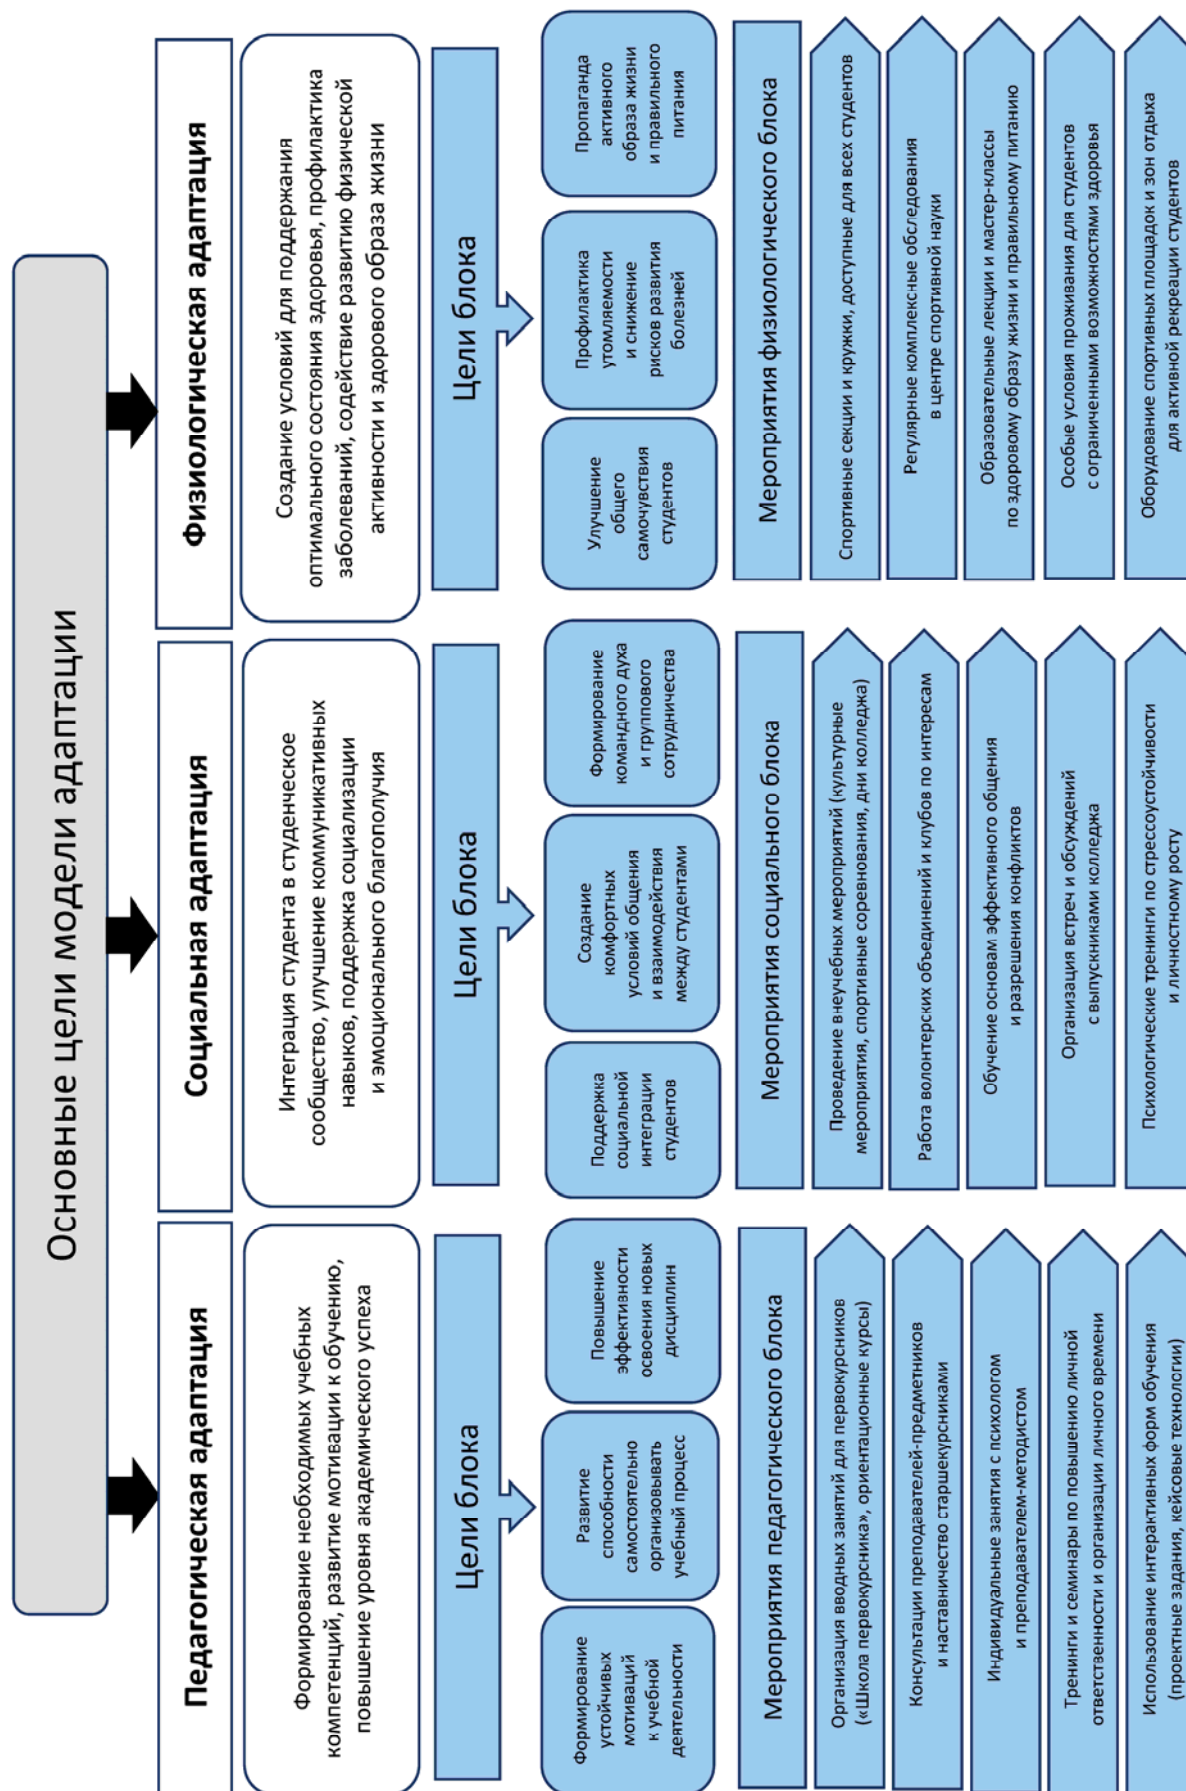 Основные цели модели адаптации
Педагогическая адаптация
Формирование необходимых учебных
компетенций, развитие мотивации к обучению,
повышение уровня академического успеха
Цели блока
Формирование
устойчивых
мотиваций
к учебной
деятельности
Развитие
способности
самостоятельно
организовывать
учебный процесс
Повышение
эффективности
освоения новых
дисциплин
Мероприятия педагогического блока
Организация вводных занятий для первокурсников
(«Школа первокурсника», ориентационные курсы)
Консультации преподавателей-предметников
и наставничество старшекурсниками
Индивидуальные занятия с психологом
и преподавателем-методистом
Тренинги и семинары по повышению личной
ответственности и организации личного времени
Использование интерактивных форм обучения
(проектные задания, кейсовые технологии)
Социальная адаптация
Интеграция студента в студенческое
сообщество, улучшение коммуникативных
навыков, поддержка социализации
и эмоционального благополучия
Цели блока
Поддержка
социальной
интеграции
студентов
Создание
комфортных
условий общения
и взаимодействия
между студентами
Формирование
командного духа
и группового
сотрудничества
Мероприятия социального блока
Проведение внеучебных мероприятий (культурные
мероприятия, спортивные соревнования, дни колледжа)
Работа волонтерских объединений и клубов по интересам
Обучение основам эффективного общения
и разрешения конфликтов
Организация встреч и обсуждений
с выпускниками колледжа
Психологические тренинги по стрессоустойчивости
и личностному росту
Физиологическая адаптация
Создание условий для поддержания
оптимального состояния здоровья, профилактика
заболеваний, содействие развитию физической
активности и здорового образа жизни
Цели блока
Улучшение
общего
самочувствия
студентов
Профилактика
утомляемости
и снижение
рисков развития
болезней
Пропаганда
активного
образа жизни
и правильного
питания
Мероприятия физиологического блока
Спортивные секции и кружки, доступные для всех студентов
Регулярные комплексные обследования
в центре спортивной науки
Образовательные лекции и мастер-классы
по здоровому образу жизни и правильному питанию
Особые условия проживания для студентов
с ограниченными возможностями здоровья
Оборудование спортивных площадок и зон отдыха
для активной рекреации студентов